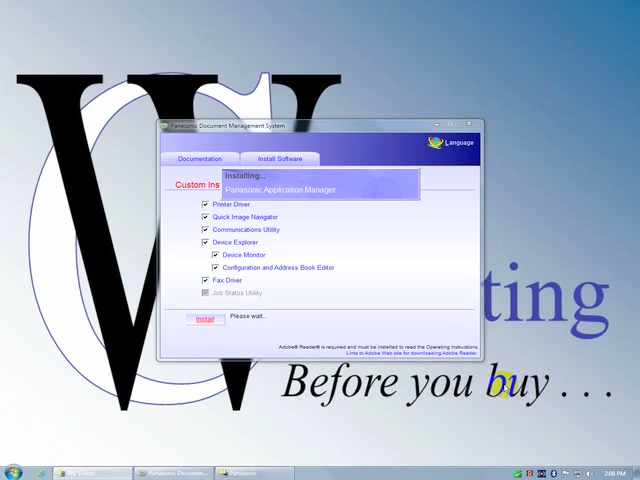 Panasonic Document Management System
Language
Documentation
Install Software
Custom Ins
Installing...
Panasonic Application Manager
Printer Driver
Quick Image Navigator
Communications Utility
Device Explorer
Device Monitor
Configuration and Address Book Editor
Fax Driver
Job Status Utility
Install
Please wait...
Adobe® Reader® is required and must be installed to read the Operating Instructions.
Links to Adobe Web site for downloading Adobe Reader.
ting
Before you buy . . .
My Videos
Panasonic Documen...
Panasonic
2:08 PM